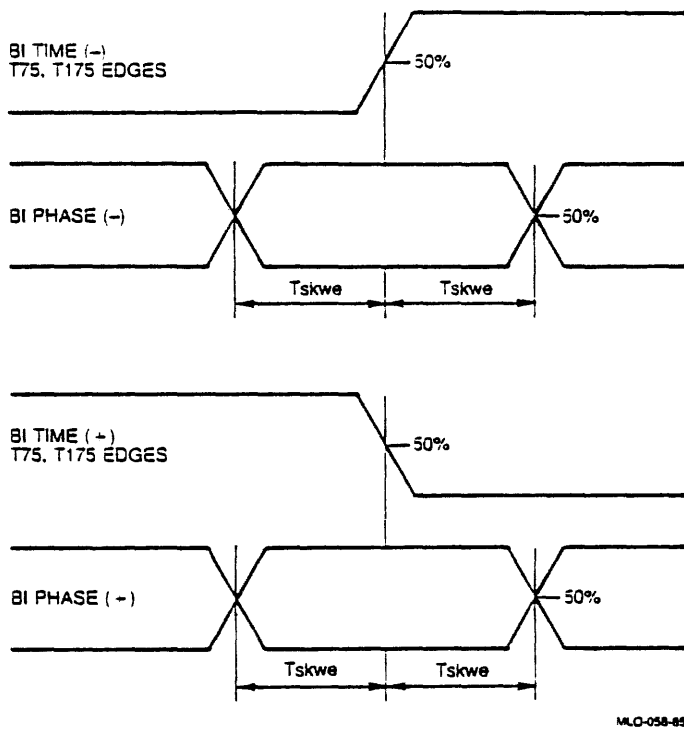 BI TIME (-)
T75, T175 EDGES
50%
BI PHASE (-)
50%
Tskwe Tskwe
BI TIME (+)
T75, T175 EDGES
50%
BI PHASE (+)
50%
Tskwe Tskwe
MLO-058-85